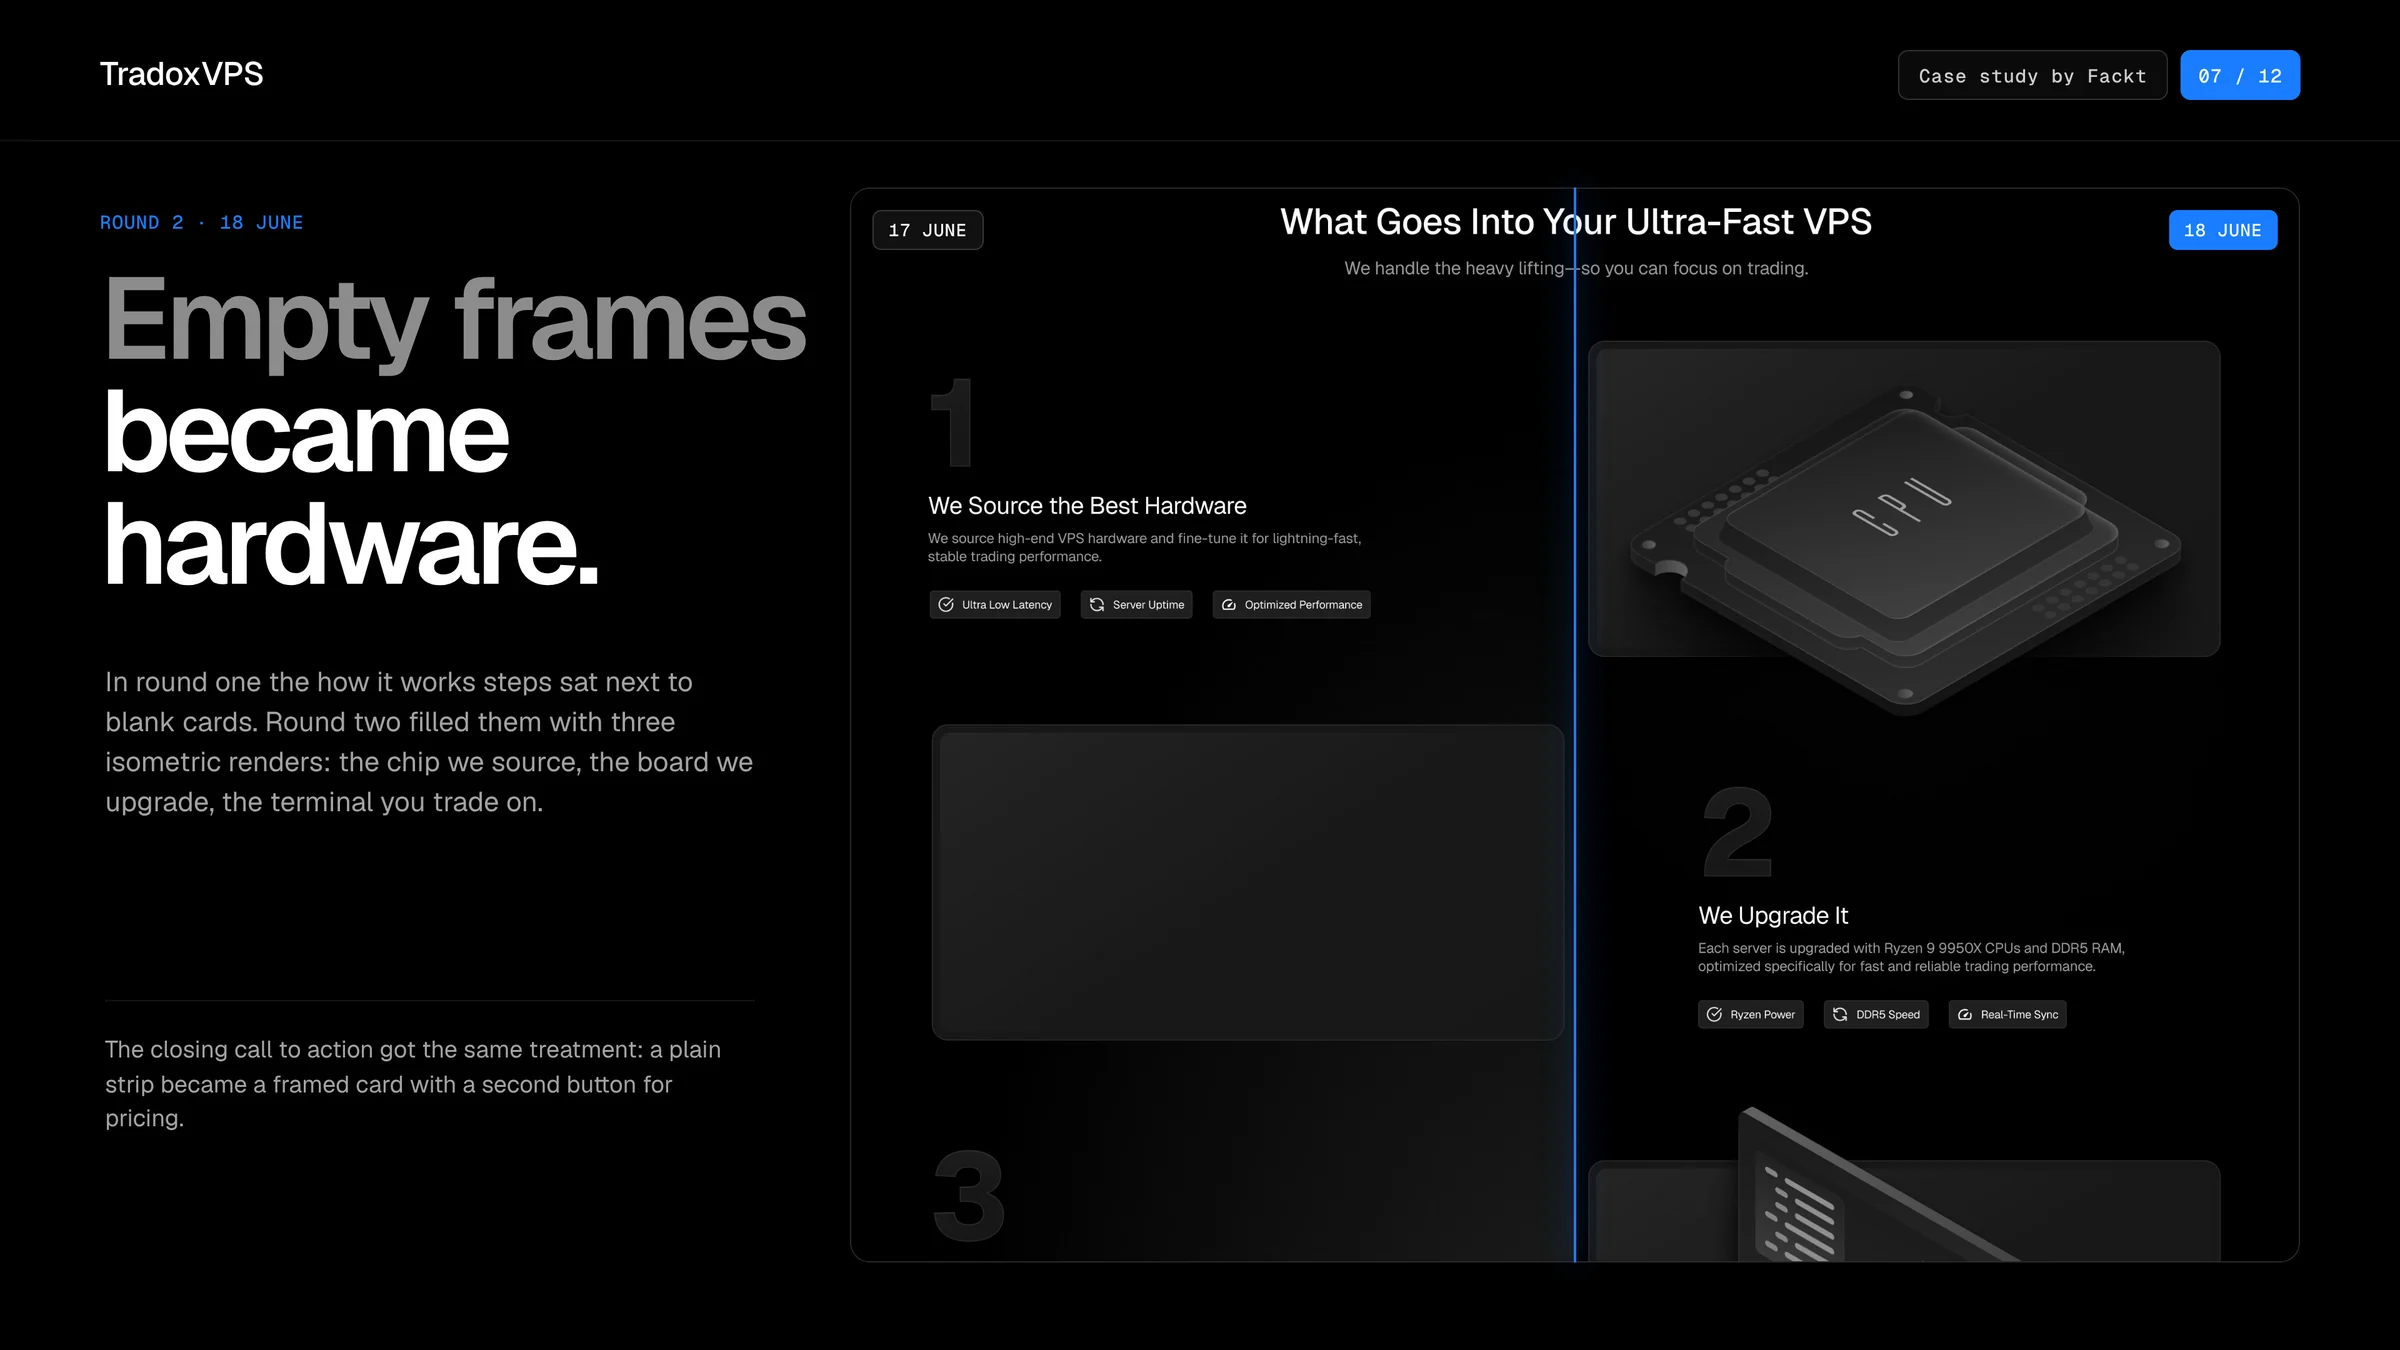 TradoxVPS
Case study by Fackt
07 / 12
ROUND 2 · 18 JUNE
Empty frames
became
hardware.
In round one the how it works steps sat next to
blank cards. Round two filled them with three
isometric renders: the chip we source, the board we
upgrade, the terminal you trade on.
The closing call to action got the same treatment: a plain
strip became a framed card with a second button for
pricing.
17 JUNE
What Goes Into Your Ultra-Fast VPS
18 JUNE
We handle the heavy lifting—so you can focus on trading.
1
We Source the Best Hardware
We source high-end VPS hardware and fine-tune it for lightning-fast,
stable trading performance.
Ultra Low Latency
Server Uptime
Optimized Performance
CPU
2
We Upgrade It
Each server is upgraded with Ryzen 9 9950X CPUs and DDR5 RAM,
optimized specifically for fast and reliable trading performance.
Ryzen Power
DDR5 Speed
Real-Time Sync
3